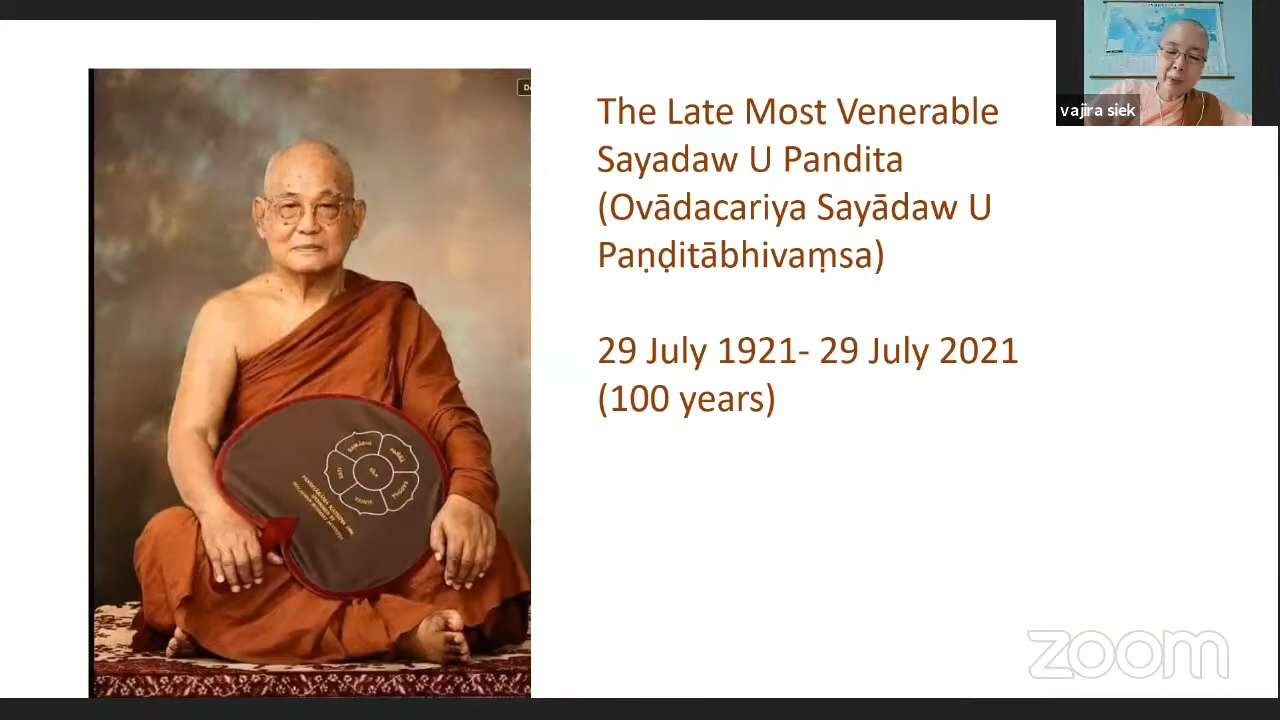 The Late Most Venerable
Sayadaw U Pandita
(Ovādacariya Sayādaw U
Paṇḍitābhivaṃsa)
29 July 1921- 29 July 2021
(100 years)
vajira siek
zoom